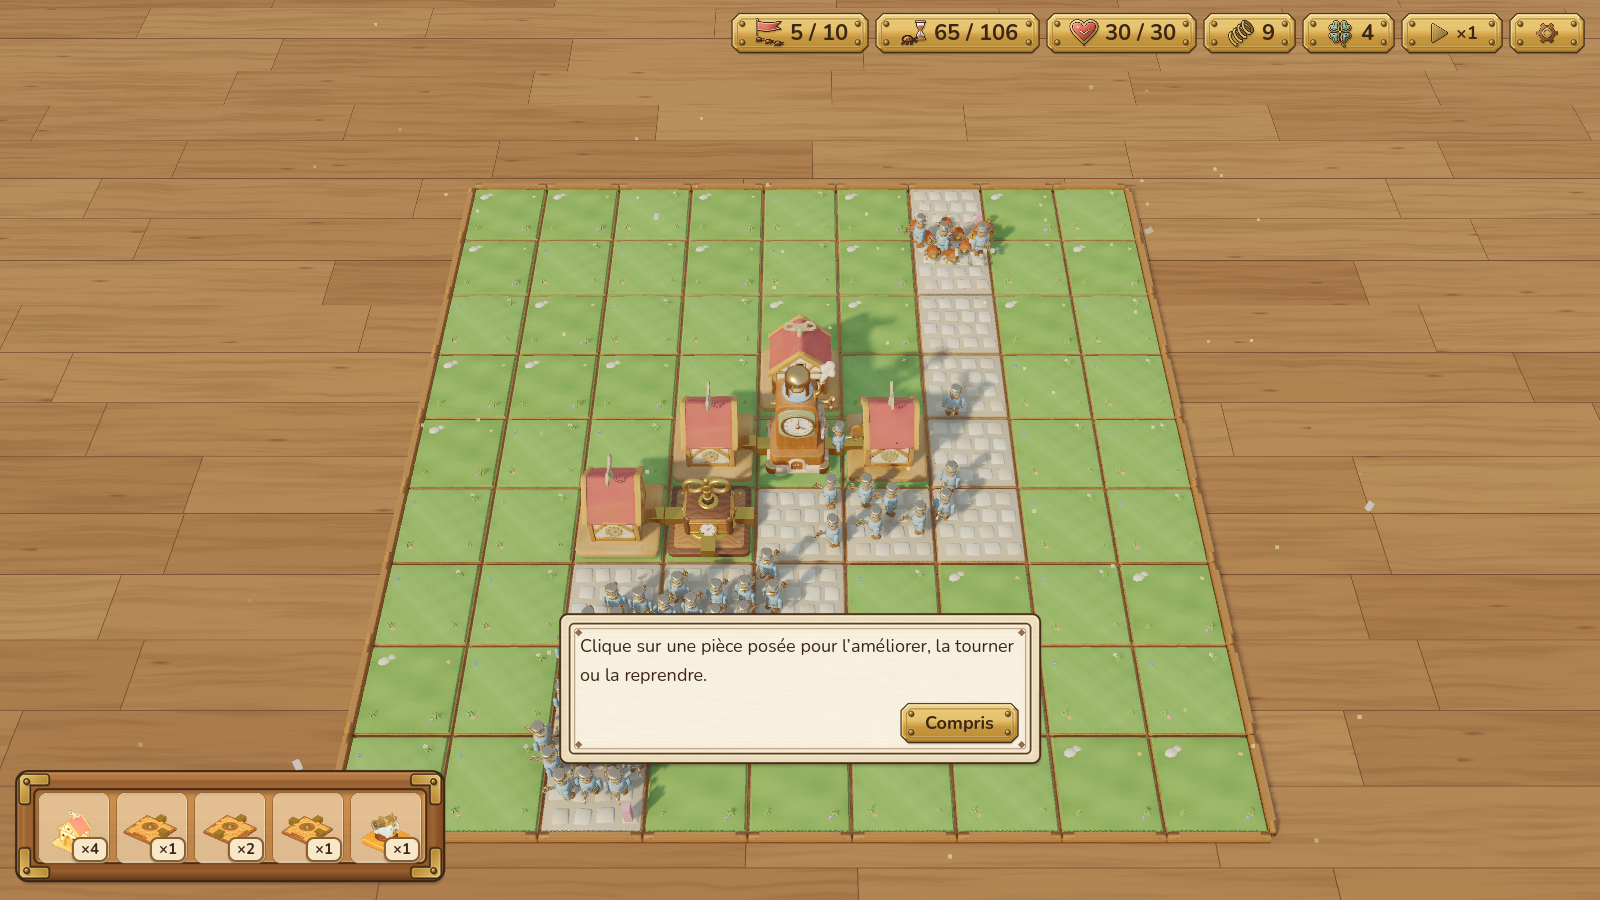 5 / 10
65 / 106
30 / 30
9
4
×1
Clique sur une pièce posée pour l'améliorer, la tourner
ou la reprendre.
Compris
×4
×1
×2
×1
×1